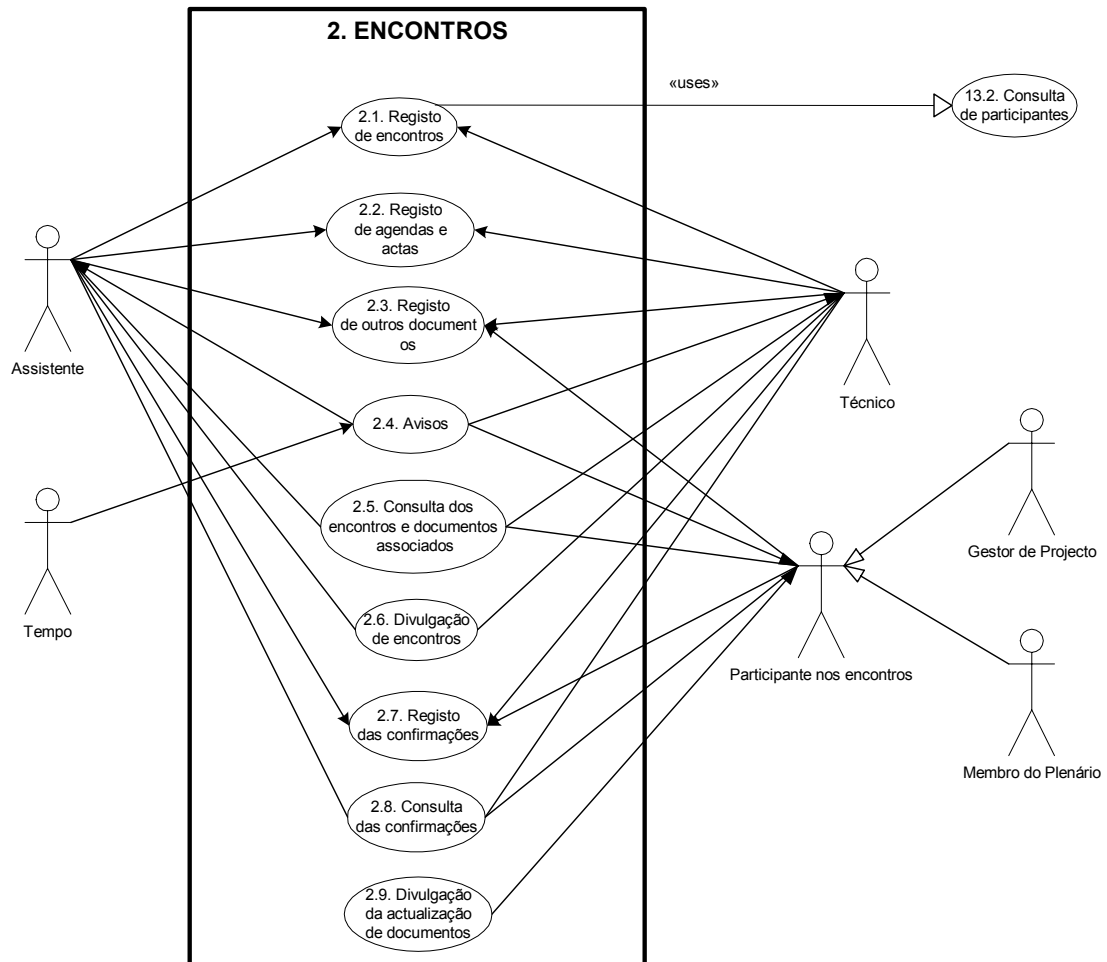 2. ENCONTROS
«uses»
2.1. Registo
de encontros
13.2. Consulta
de participantes
2.2. Registo
de agendas e
actas
2.3. Registo
de outros document
os
Assistente
Técnico
2.4. Avisos
2.5. Consulta dos
encontros e documentos
associados
Gestor de Projecto
Tempo
2.6. Divulgação
de encontros
Participante nos encontros
2.7. Registo
das confirmações
Membro do Plenário
2.8. Consulta
das confirmações
2.9. Divulgação
da actualização
de documentos